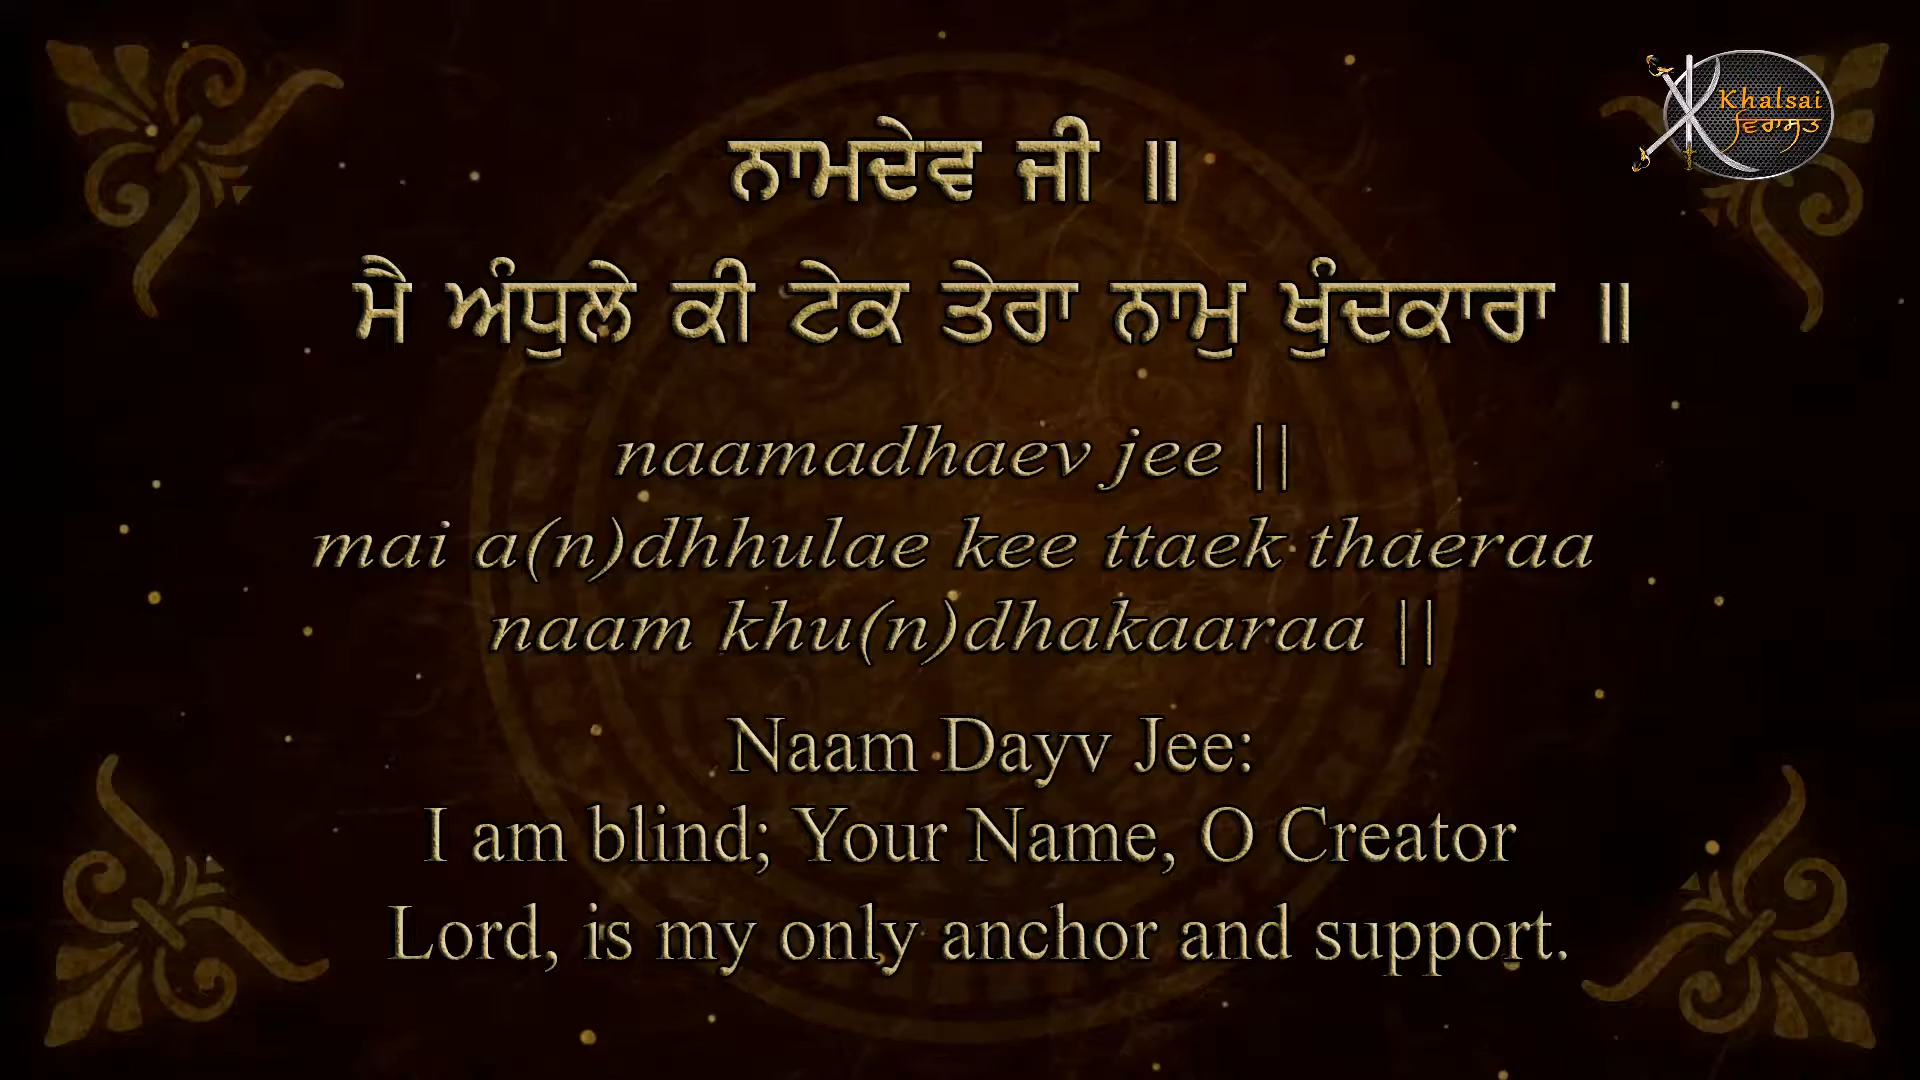 Khalsai
ਵਿਰਾਸਤ
ਨਾਮਦੇਵ ਜੀ ॥
ਮੈ ਅੰਧੁਲੇ ਕੀ ਟੇਕ ਤੇਰਾ ਨਾਮੁ ਖੁੰਦਕਾਰਾ ॥
naamadhaev jee ||
mai a(n)dhhulae kee ttaek thaeraa
naam khu(n)dhakaaraa ||
Naam Dayv Jee:
I am blind; Your Name, O Creator
Lord, is my only anchor and support.